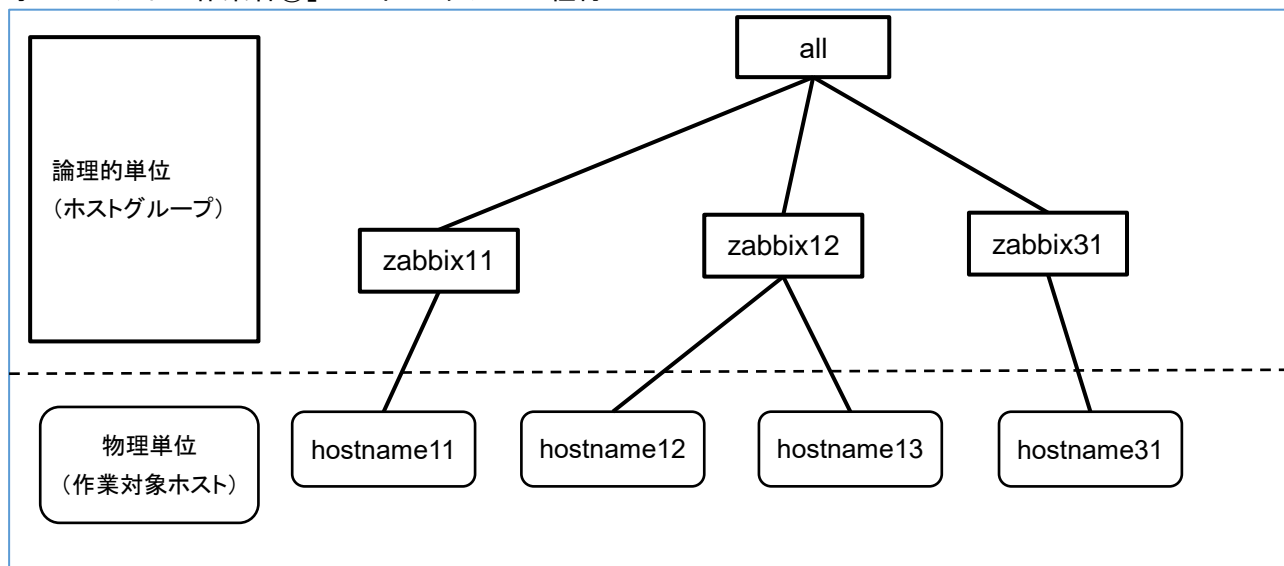 all
論理的単位
（ホストグループ）
zabbix11
zabbix12
zabbix31
物理単位
（作業対象ホスト）
hostname11
hostname12
hostname13
hostname31